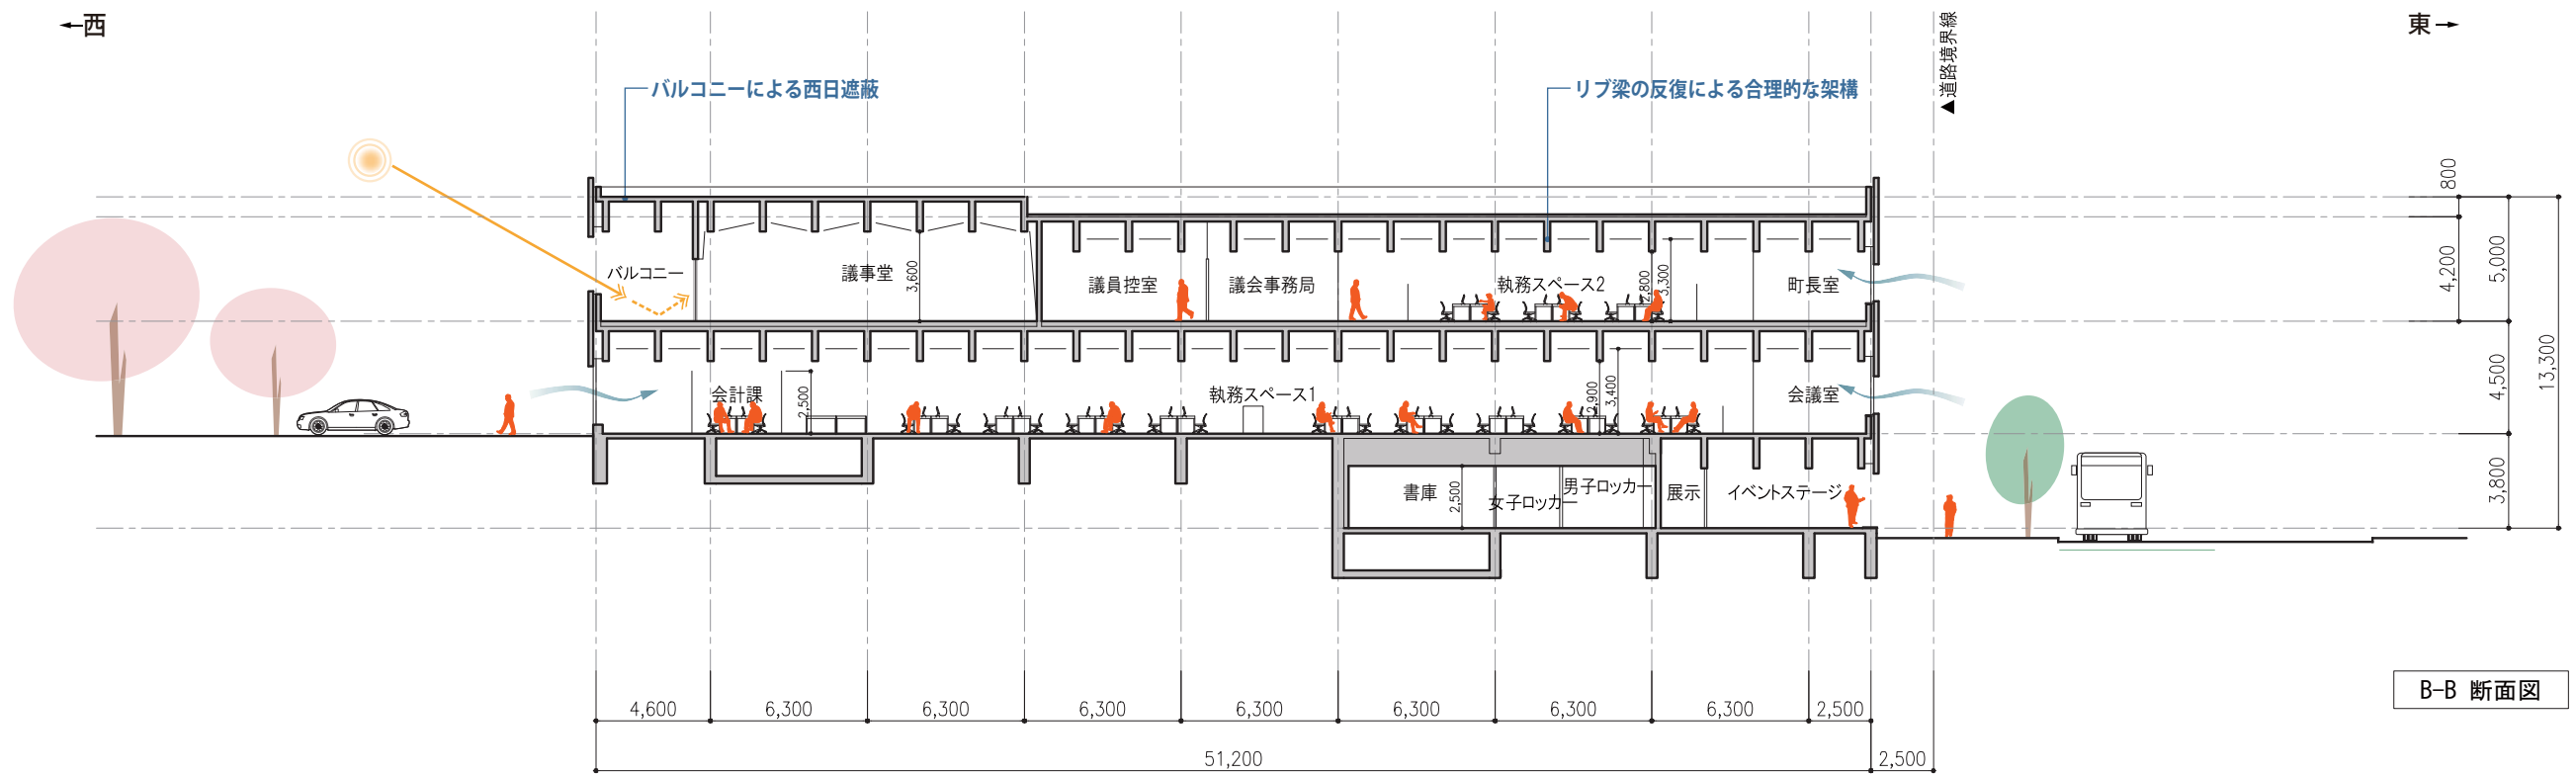 ←西
東→
▲道路境界線
バルコニーによる西日遮蔽
リブ梁の反復による合理的な架構
800
4,200
5,000
4,500
3,800
13,300
バルコニー
議事堂
3,600
議員控室
議会事務局
執務スペース2
2,800
3,300
町長室
会計課
2,500
執務スペース1
2,900
3,400
会議室
書庫
2,500
女子ロッカー
男子ロッカー
展示
イベントステージ
B-B 断面図
4,600
6,300
6,300
6,300
6,300
6,300
6,300
6,300
2,500
51,200
2,500